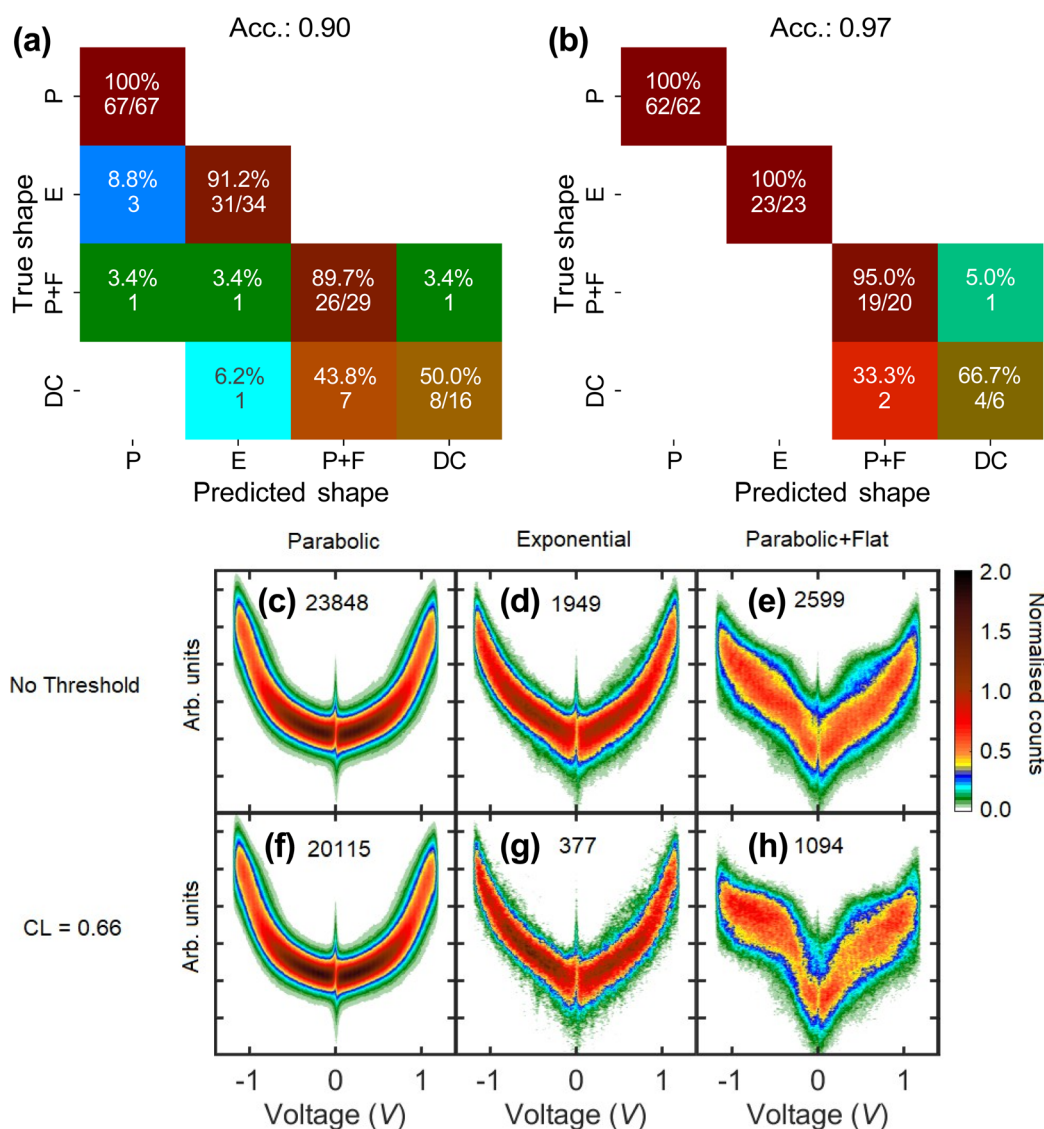 (a)
Acc.: 0.90
True shape
P
E
P+F
DC
100%
67/67
8.8%
3
91.2%
31/34
3.4%
1
3.4%
1
89.7%
26/29
3.4%
1
6.2%
1
43.8%
7
50.0%
8/16
P
E
P+F
DC
Predicted shape
(b)
Acc.: 0.97
True shape
P
E
P+F
DC
100%
62/62
100%
23/23
95.0%
19/20
5.0%
1
33.3%
2
66.7%
4/6
P
E
P+F
DC
Predicted shape
Parabolic
Exponential
Parabolic+Flat
No Threshold
Arb. units
(c) 23848
(d) 1949
(e) 2599
2.0
1.5
1.0
0.5
0.0
Normalised counts
CL = 0.66
Arb. units
(f) 20115
(g) 377
(h) 1094
-1 0 1
-1 0 1
-1 0 1
Voltage (V)
Voltage (V)
Voltage (V)